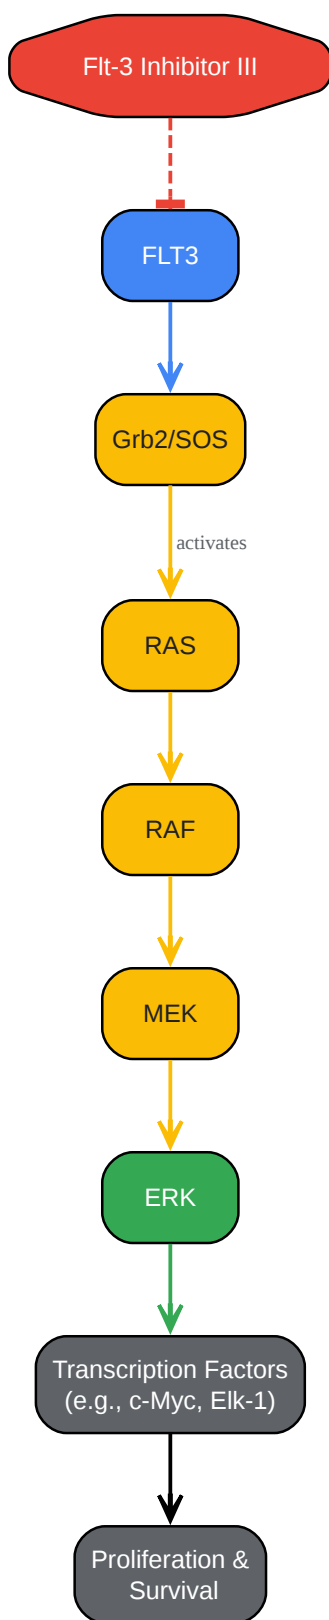 Flt-3 Inhibitor III
FLT3
Grb2/SOS
activates
RAS
RAF
MEK
ERK
Transcription Factors
(e.g., c-Myc, Elk-1)
Proliferation &
Survival